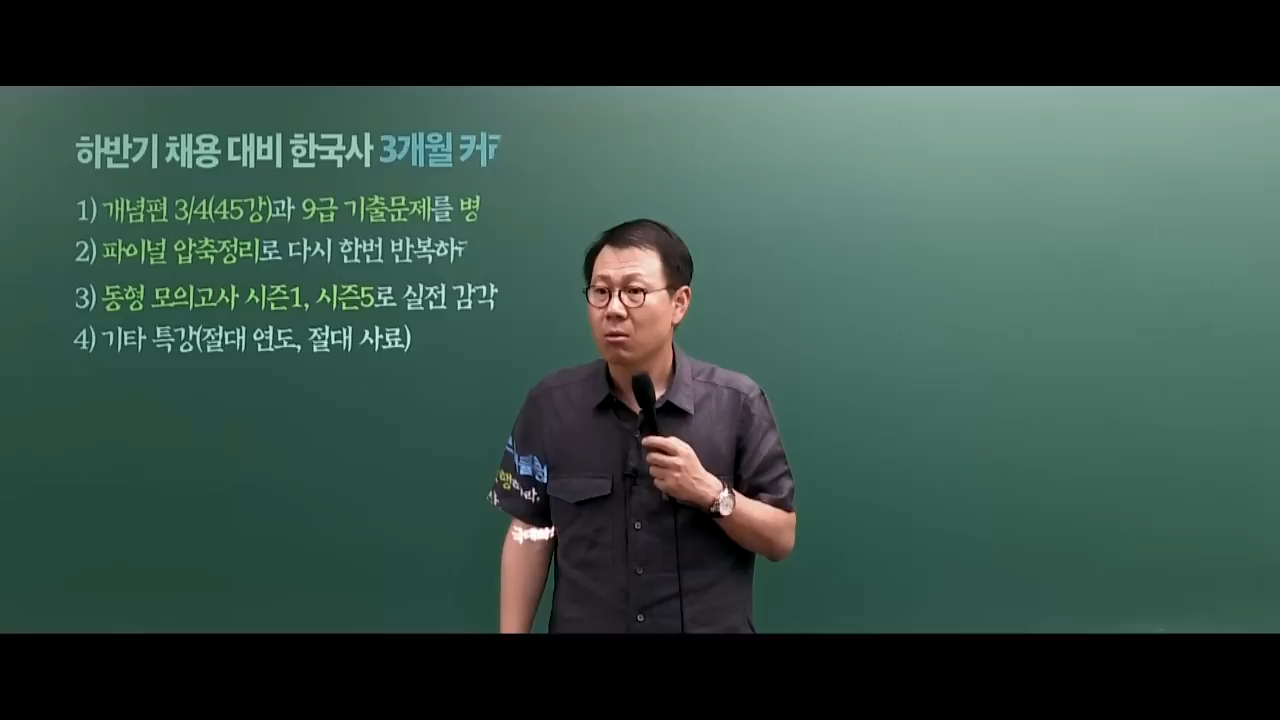 하반기 채용 대비 한국사 3개월
1) 개념편 3/4(45강)과 9급 기출문제를 병
2) 파이널 압축정리로 다시 한번
3) 동형 모의고사 시즌1, 시즌5로 실전 감각
4) 기타 특강(절대 연도, 절대 사료)